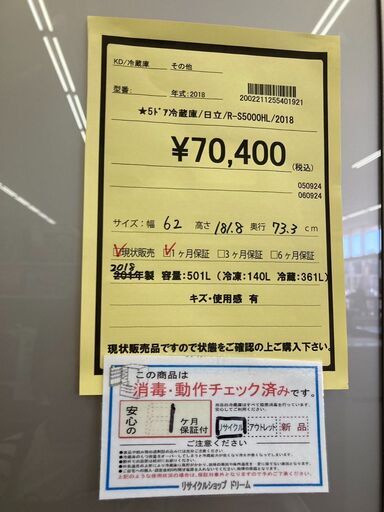 KD/冷蔵庫 その他
型番: 年式:2018
2002211255401921
★5ドア冷蔵庫/日立/R-S5000HL/2018
¥70,400
(税込)
050924
060924
サイズ:幅 62 高さ 181.8 奥行 73.3 cm
☑現状販売 ☑1ヶ月保証 □3ヶ月保証 □6ヶ月保証
2018
201年製 容量:501L(冷凍:140L 冷蔵:361L)
キズ・使用感 有
現状販売品ですので状態をご確認の上ご購入下さい。
この商品は
消毒・動作チェック済みです。
安心の 1 ケ月保証付 リサイクル アウトレット 新品
ご注意ください
リサイクルショップ ドリーム